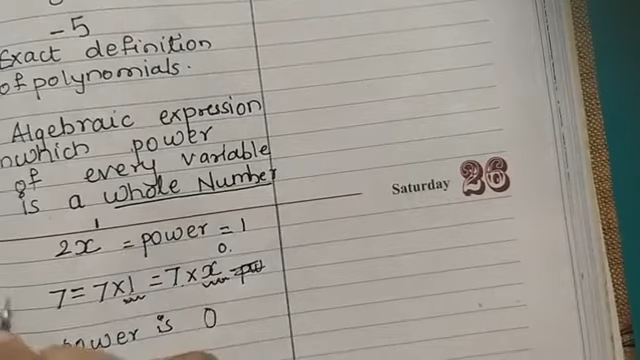 -5
Exact definition
of polynomials.
Algebraic expression
which power
of every variable
is a whole Number
Saturday 26
2x¹ = power = 1
7 = 7×1 = 7×x⁰
power is 0